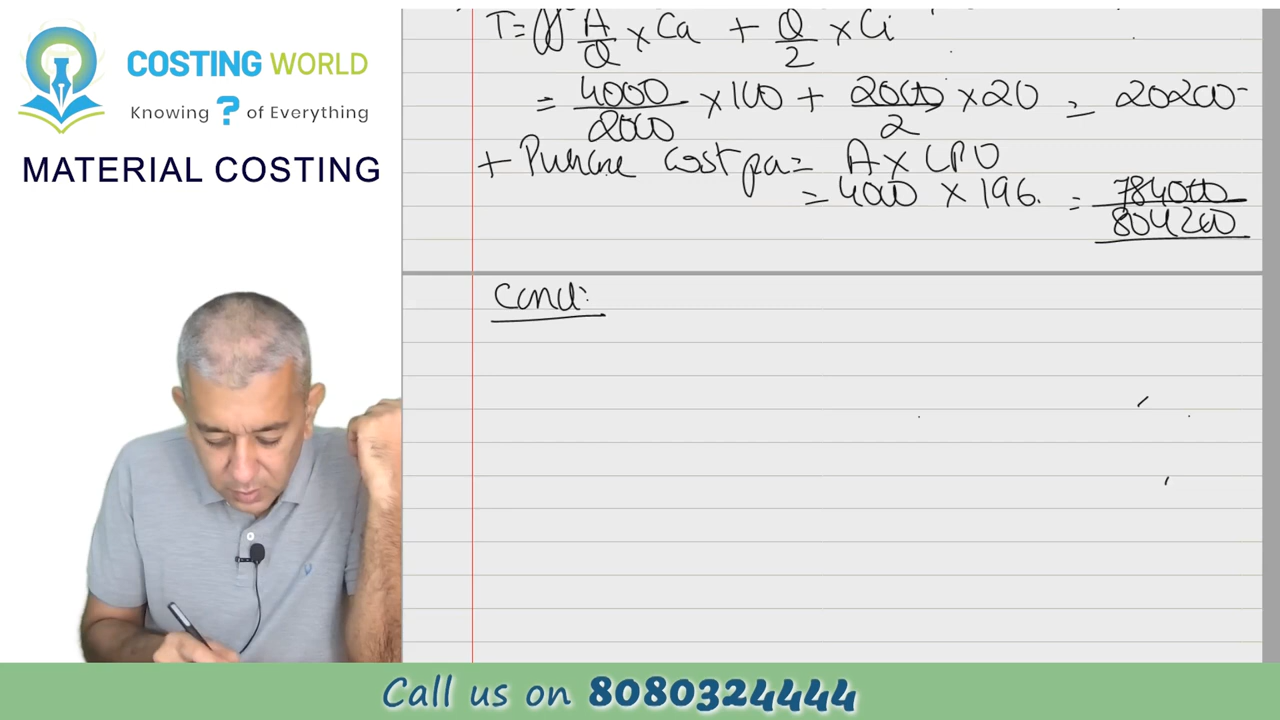 COSTING WORLD
Knowing ? of Everything
MATERIAL COSTING
T = A/Q × Ca + Q/2 × Ci
= 4000/2000 × 100 + 2000/2 × 20 = 20200
+ Purchase cost pa = A × CPU
= 4000 × 196. = 784000
804200
Concl:
Call us on 8080324444